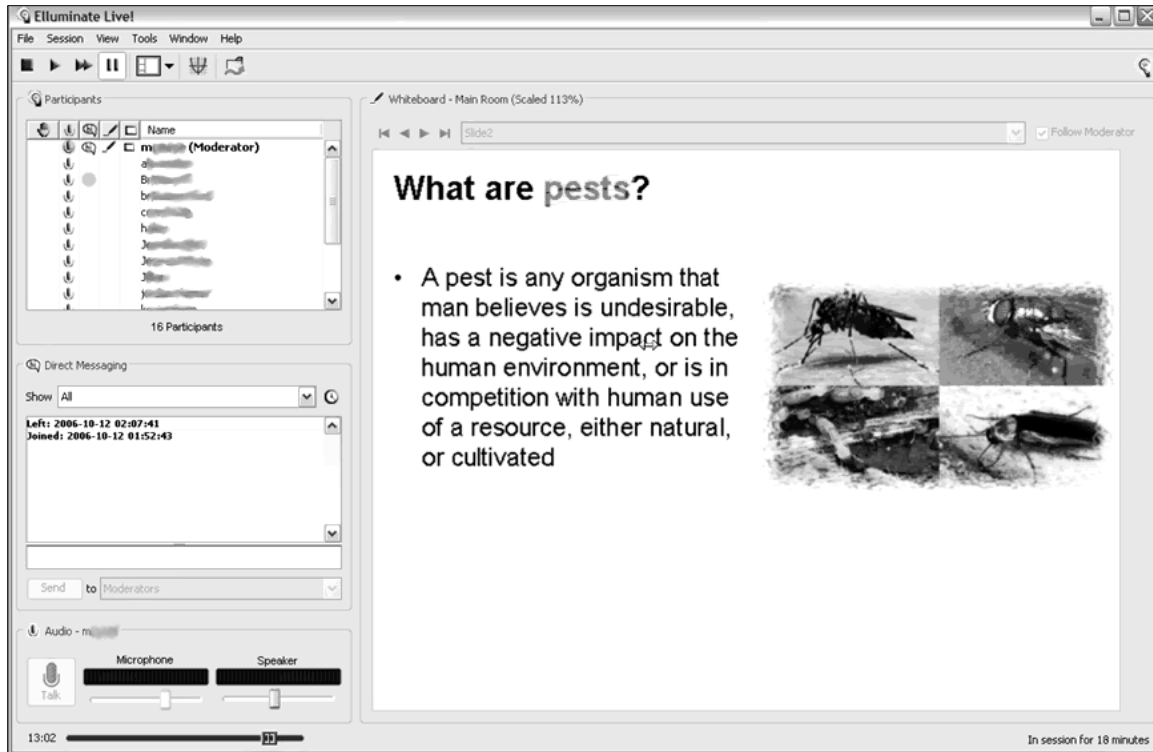 Elluminate Live!
File Session View Tools Window Help
Participants
Name
(Moderator)
16 Participants
Direct Messaging
Show All
Left: 2006-10-12 02:07:41
Joined: 2006-10-12 01:52:43
Send to Moderators
Audio - m
Microphone Speaker
Talk
13:02
Whiteboard - Main Room (Scaled 113%)
Slide2
Follow Moderator
What are pests?
• A pest is any organism that
man believes is undesirable,
has a negative impact on the
human environment, or is in
competition with human use
of a resource, either natural,
or cultivated
In session for 18 minutes